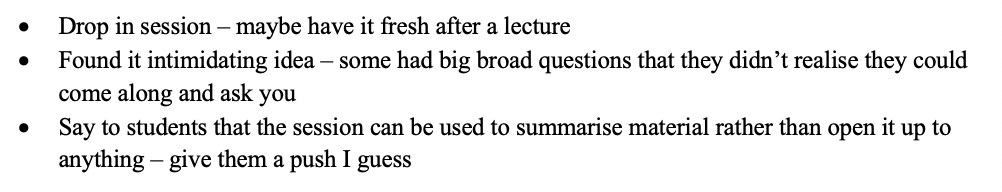 • Drop in session – maybe have it fresh after a lecture
• Found it intimidating idea – some had big broad questions that they didn’t realise they could
come along and ask you
• Say to students that the session can be used to summarise material rather than open it up to
anything – give them a push I guess